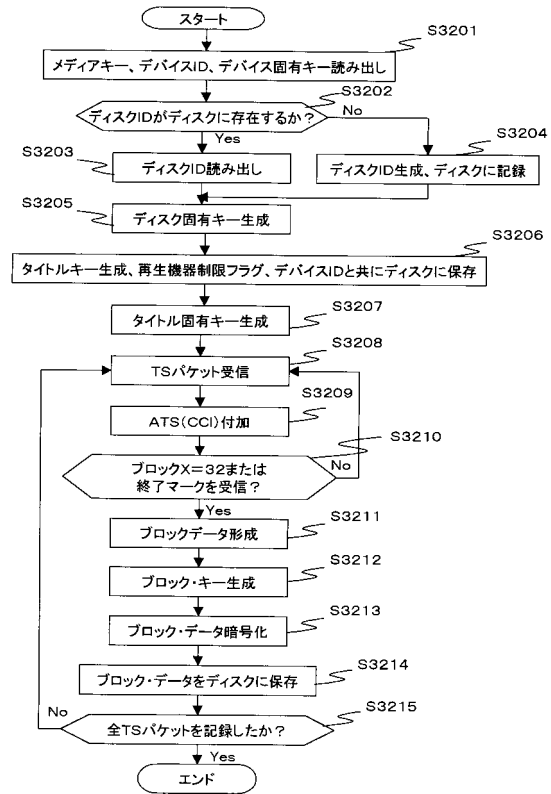 スタート
S3201
メディアキー、デバイスID、デバイス固有キー読み出し
S3202
ディスクIDがディスクに存在するか?
No
Yes
S3203
S3204
ディスクID読み出し
ディスクID生成、ディスクに記録
S3205
ディスク固有キー生成
S3206
タイトルキー生成、再生機器制限フラグ、デバイスIDと共にディスクに保存
S3207
タイトル固有キー生成
S3208
TSパケット受信
S3209
ATS(CCI)付加
S3210
ブロックX=32または
終了マークを受信?
No
Yes
S3211
ブロックデータ形成
S3212
ブロック・キー生成
S3213
ブロック・データ暗号化
S3214
ブロック・データをディスクに保存
No
S3215
全TSパケットを記録したか?
Yes
エンド